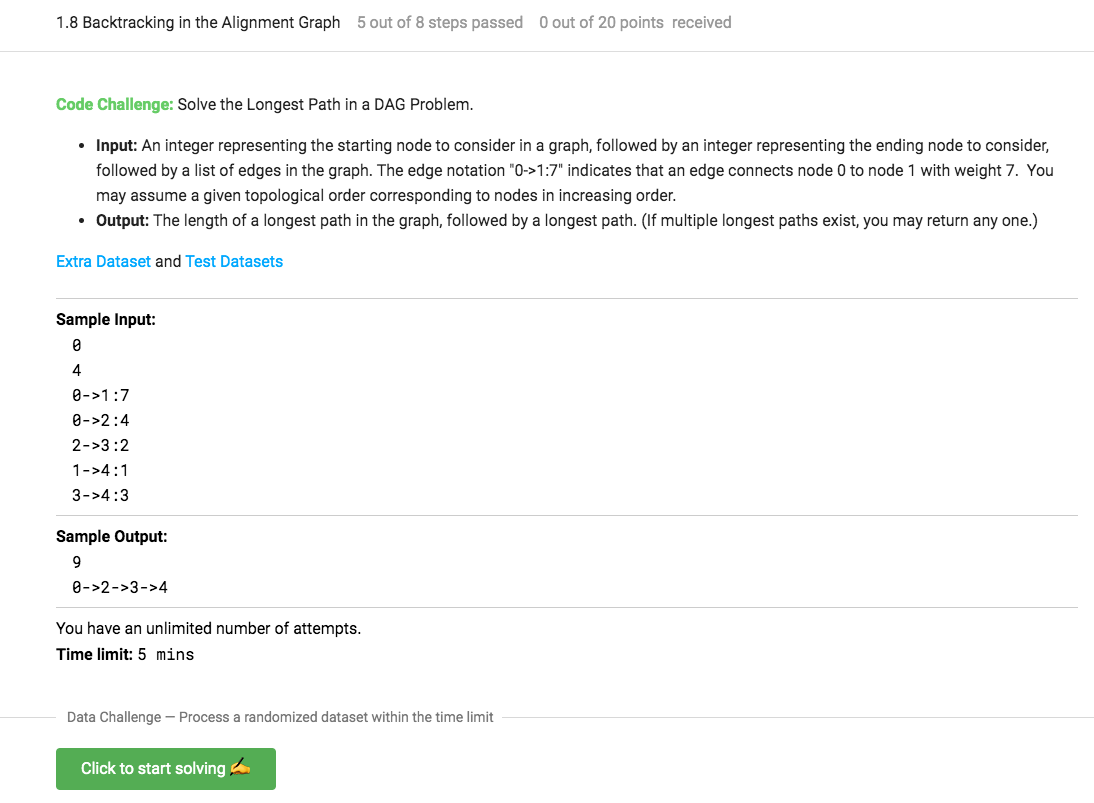 1.8 Backtracking in the Alignment Graph 5 out of 8 steps passed 0 out of 20 points received
Code Challenge: Solve the Longest Path in a DAG Problem.
• Input: An integer representing the starting node to consider in a graph, followed by an integer representing the ending node to consider,
followed by a list of edges in the graph. The edge notation "0->1:7" indicates that an edge connects node 0 to node 1 with weight 7.  You
may assume a given topological order corresponding to nodes in increasing order.
• Output: The length of a longest path in the graph, followed by a longest path. (If multiple longest paths exist, you may return any one.)
Extra Dataset and Test Datasets
Sample Input:
0
4
0->1:7
0->2:4
2->3:2
1->4:1
3->4:3
Sample Output:
9
0->2->3->4
You have an unlimited number of attempts.
Time limit: 5 mins
Data Challenge — Process a randomized dataset within the time limit
Click to start solving ✍